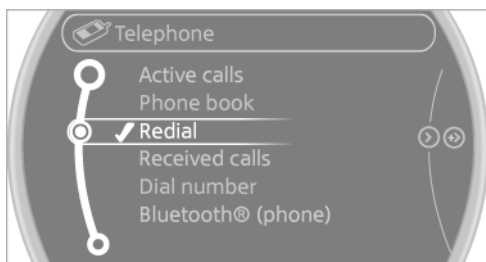 Telephone
Active calls
Phone book
Redial
Received calls
Dial number
Bluetooth® (phone)